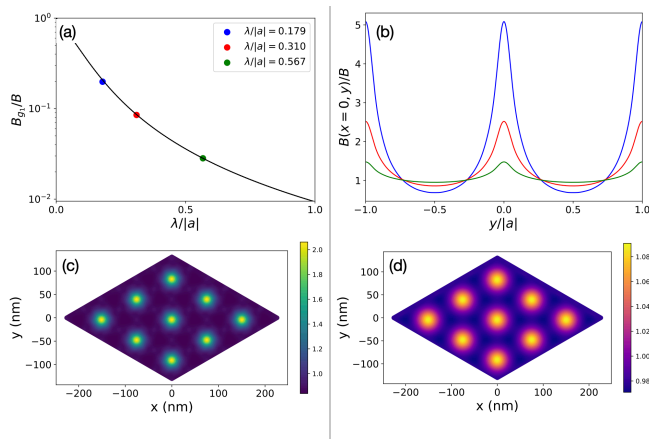 (a)
λ/|a| = 0.179
λ/|a| = 0.310
λ/|a| = 0.567
10⁰
10⁻¹
10⁻²
B_{g₁}/B
0.0 0.5 1.0
λ/|a|
(b)
5
4
3
2
1
B(x = 0, y)/B
−1.0 −0.5 0.0 0.5 1.0
y/|a|
(c)
100
50
0
−50
−100
y (nm)
−200 −100 0 100 200
x (nm)
2.0
1.8
1.6
1.4
1.2
1.0
(d)
100
50
0
−50
−100
y (nm)
−200 −100 0 100 200
x (nm)
1.08
1.06
1.04
1.02
1.00
0.98